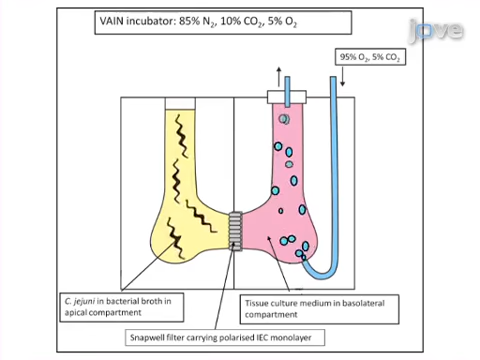 jove
VAIN incubator: 85% N₂, 10% CO₂, 5% O₂
95% O₂, 5% CO₂
C. jejuni in bacterial broth in
apical compartment
Tissue culture medium in basolateral
compartment
Snapwell filter carrying polarised IEC monolayer